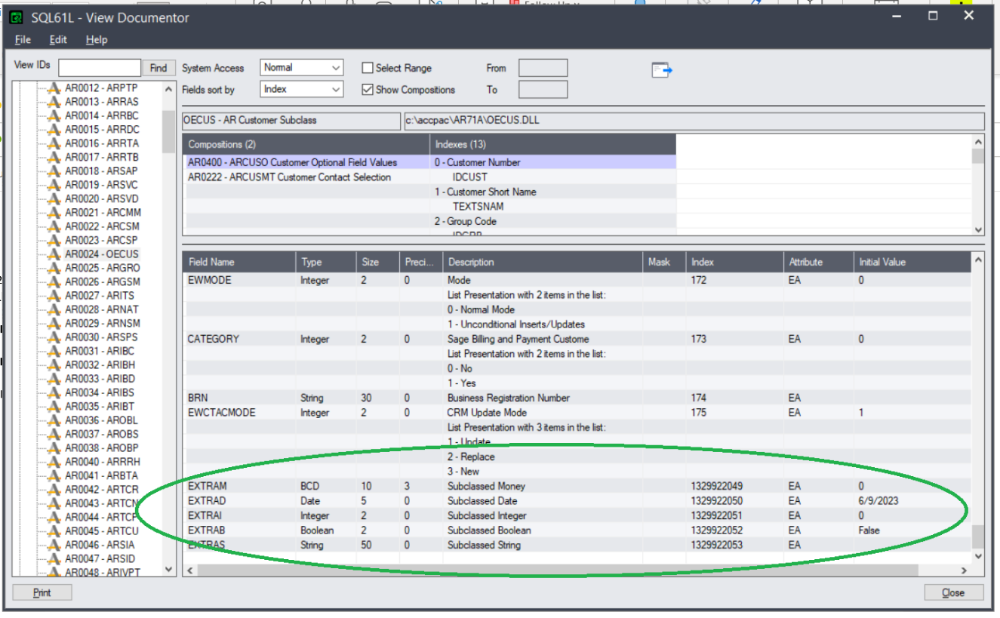 SQL61L - View Documentor
File Edit Help
View IDs Find System Access Normal Select Range From
Fields sort by Index Show Compositions To
AR0012 - ARPTP
AR0013 - ARRAS
AR0014 - ARRBC
AR0015 - ARRDC
AR0016 - ARRTA
AR0017 - ARRTB
AR0018 - ARSAP
AR0019 - ARSVC
AR0020 - ARSVD
AR0021 - ARCMM
AR0022 - ARCSM
AR0023 - ARCSP
AR0024 - OECUS
AR0025 - ARGRO
AR0026 - ARGSM
AR0027 - ARITS
AR0028 - ARNAT
AR0029 - ARNSM
AR0030 - ARSPS
AR0031 - ARIBC
AR0032 - ARIBH
AR0033 - ARIBD
AR0034 - ARIBS
AR0035 - ARIBT
AR0036 - AROBL
AR0037 - AROBS
AR0038 - AROBP
AR0040 - ARRRH
AR0041 - ARBTA
AR0042 - ARTCR
AR0043 - ARTCN
AR0044 - ARTCP
AR0045 - ARTCU
AR0046 - ARSIA
AR0047 - ARSID
AR0048 - ARIVPT
OECUS - AR Customer Subclass c:\accpac\AR71A\OECUS.DLL
Compositions (2) Indexes (13)
AR0400 - ARCUSO Customer Optional Field Values 0 - Customer Number
AR0222 - ARCUSMT Customer Contact Selection IDCUST
1 - Customer Short Name
TEXTSNAM
2 - Group Code
IDGRP
Field Name Type Size Preci... Description Mask Index Attribute Initial Value
EWMODE Integer 2 0 Mode 172 EA 0
List Presentation with 2 items in the list:
0 - Normal Mode
1 - Unconditional Inserts/Updates
CATEGORY Integer 2 0 Sage Billing and Payment Custome 173 EA 0
List Presentation with 2 items in the list:
0 - No
1 - Yes
BRN String 30 0 Business Registration Number 174 EA
EWCTACMODE Integer 2 0 CRM Update Mode 175 EA 1
List Presentation with 3 items in the list:
1 - Update
2 - Replace
3 - New
EXTRAM BCD 10 3 Subclassed Money 1329922049 EA 0
EXTRAD Date 5 0 Subclassed Date 1329922050 EA 6/9/2023
EXTRAI Integer 2 0 Subclassed Integer 1329922051 EA 0
EXTRAB Boolean 2 0 Subclassed Boolean 1329922052 EA False
EXTRAS String 50 0 Subclassed String 1329922053 EA
Print Close